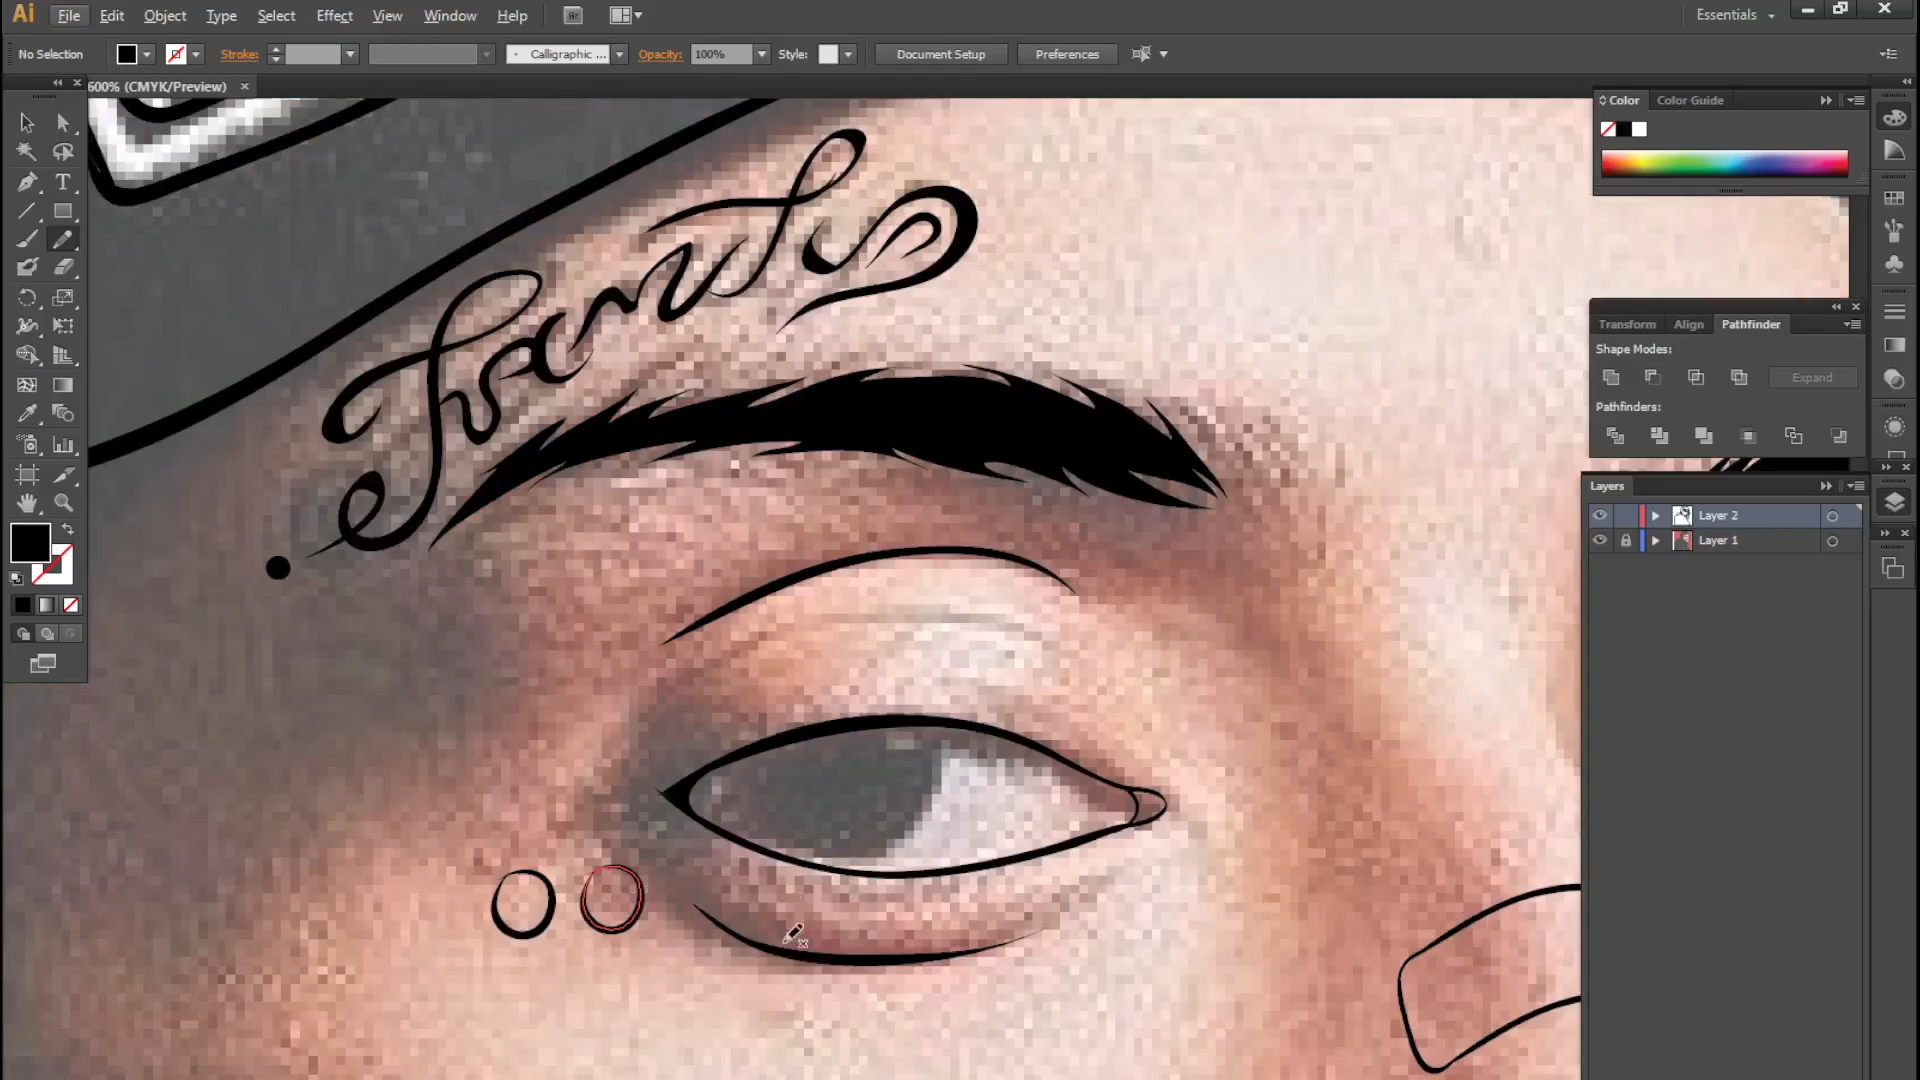 Ai File Edit Object Type Select Effect View Window Help Br Essentials
No Selection Stroke: Calligraphic ... Opacity: 100% Style: Document Setup Preferences
600% (CMYK/Preview) ×
Color Color Guide
Transform Align Pathfinder
Shape Modes:
Expand
Pathfinders:
Layers
Layer 2
Layer 1